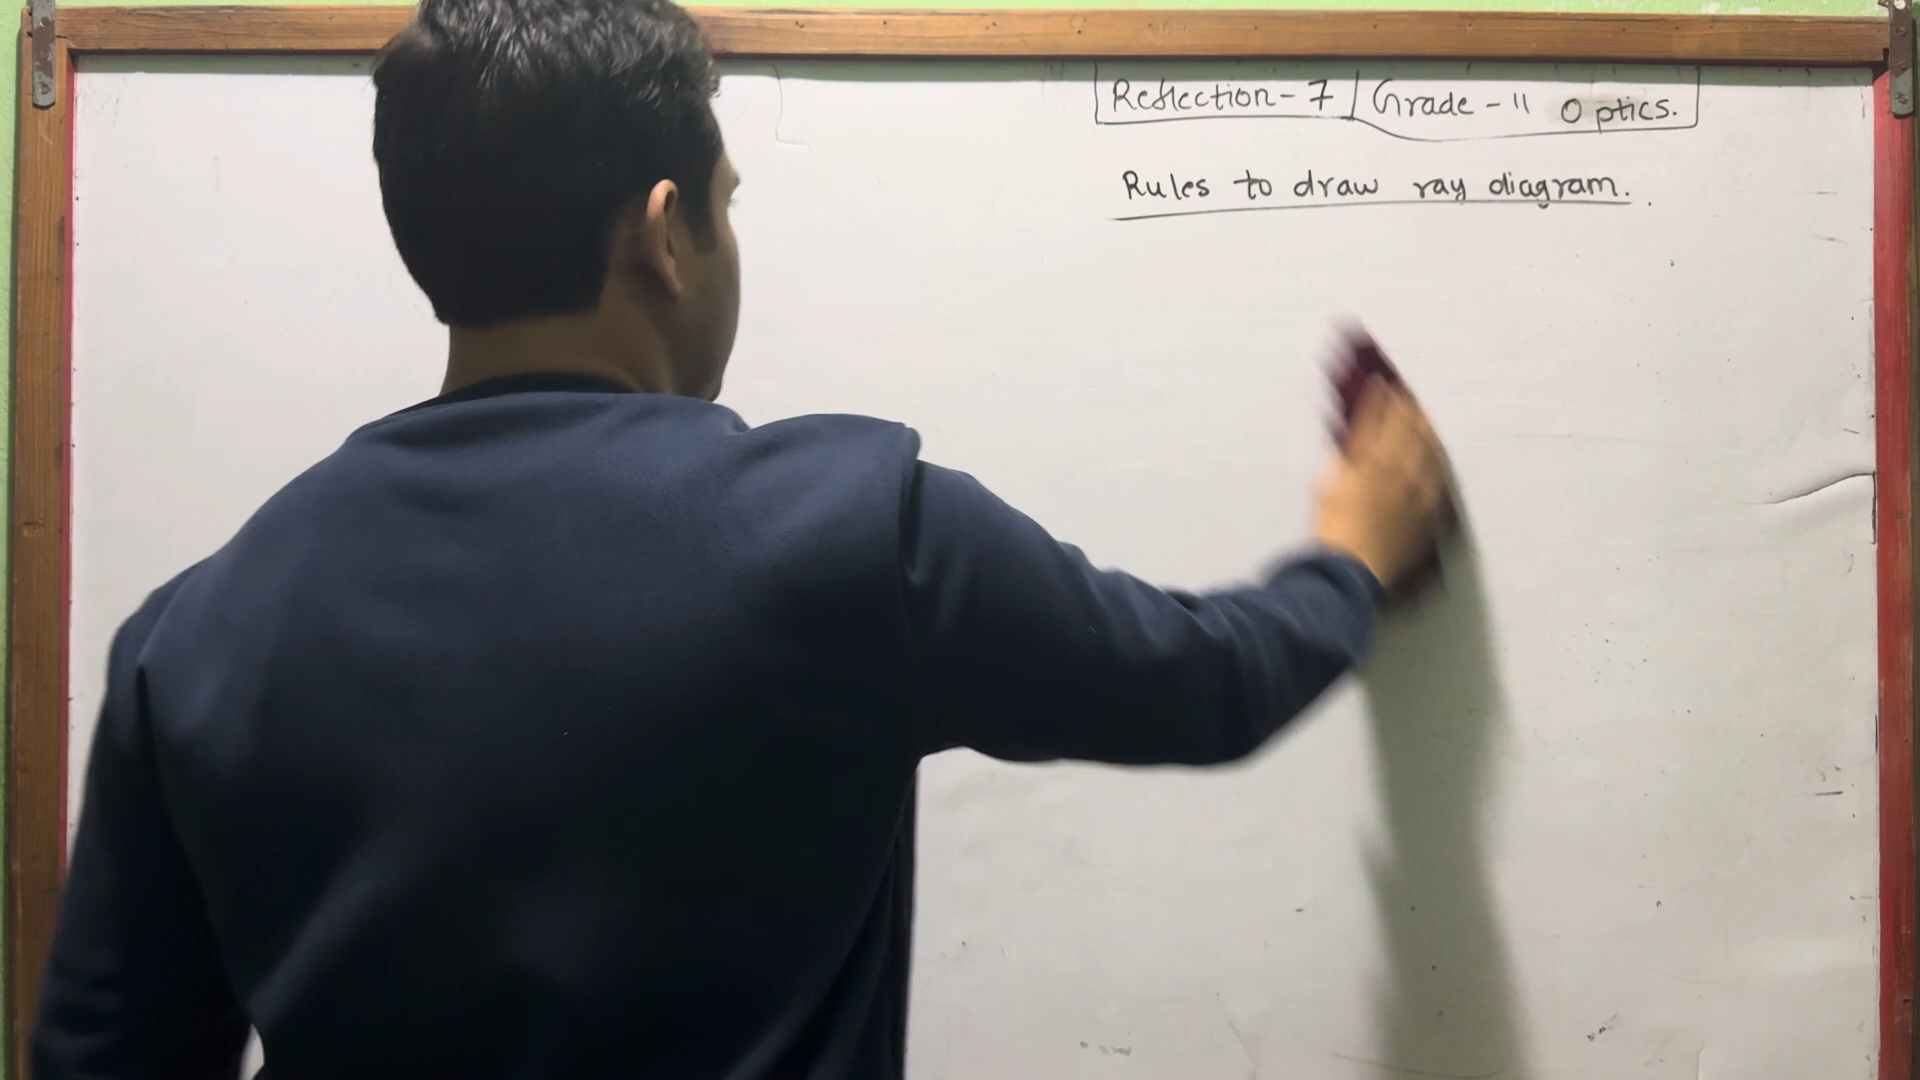 Reflection - 7 Grade - 11 Optics.
Rules to draw ray diagram.